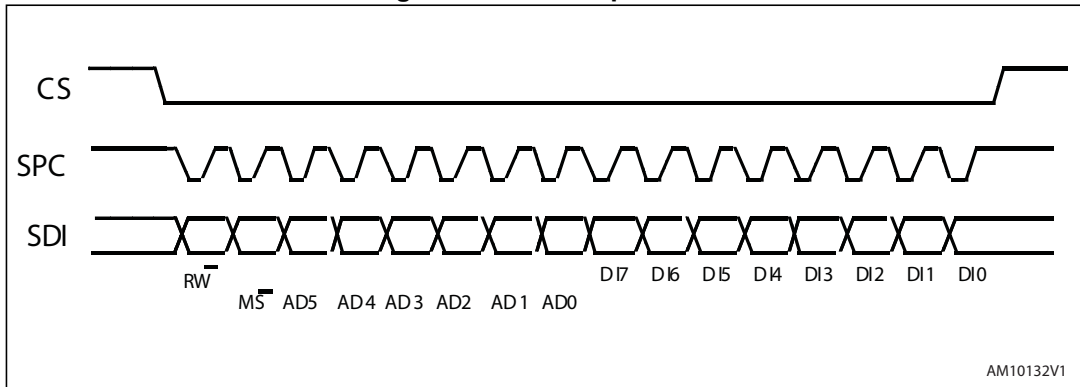 CS
SPC
SDI
RW
DI7 DI6 DI5 DI4 DI3 DI2 DI1 DI0
MS AD5 AD4 AD3 AD2 AD1 AD0
AM10132V1